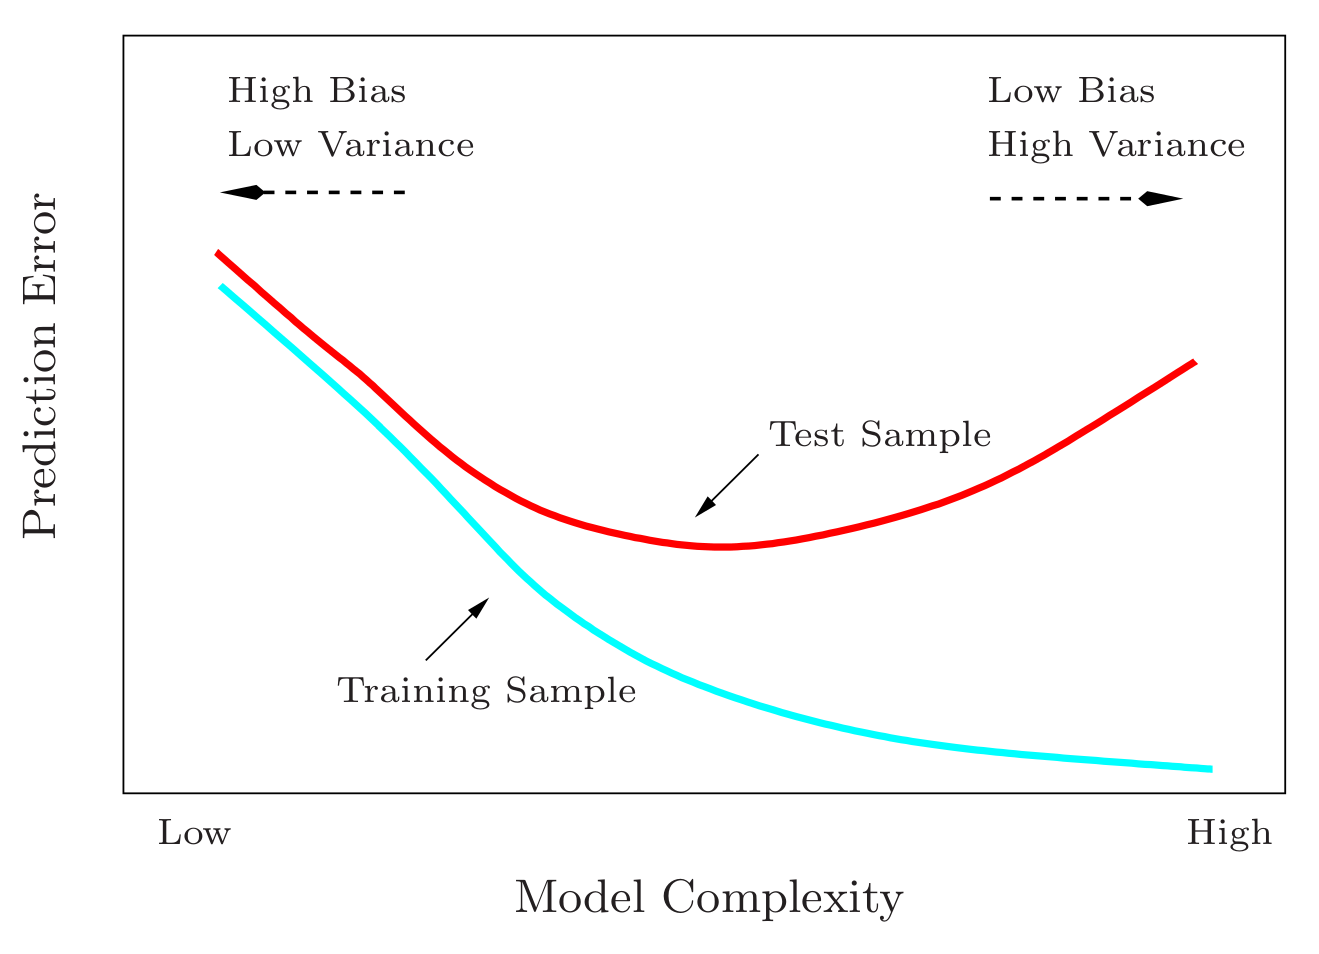 High Bias
Low Variance
Low Bias
High Variance
Prediction Error
Test Sample
Training Sample
Low
High
Model Complexity